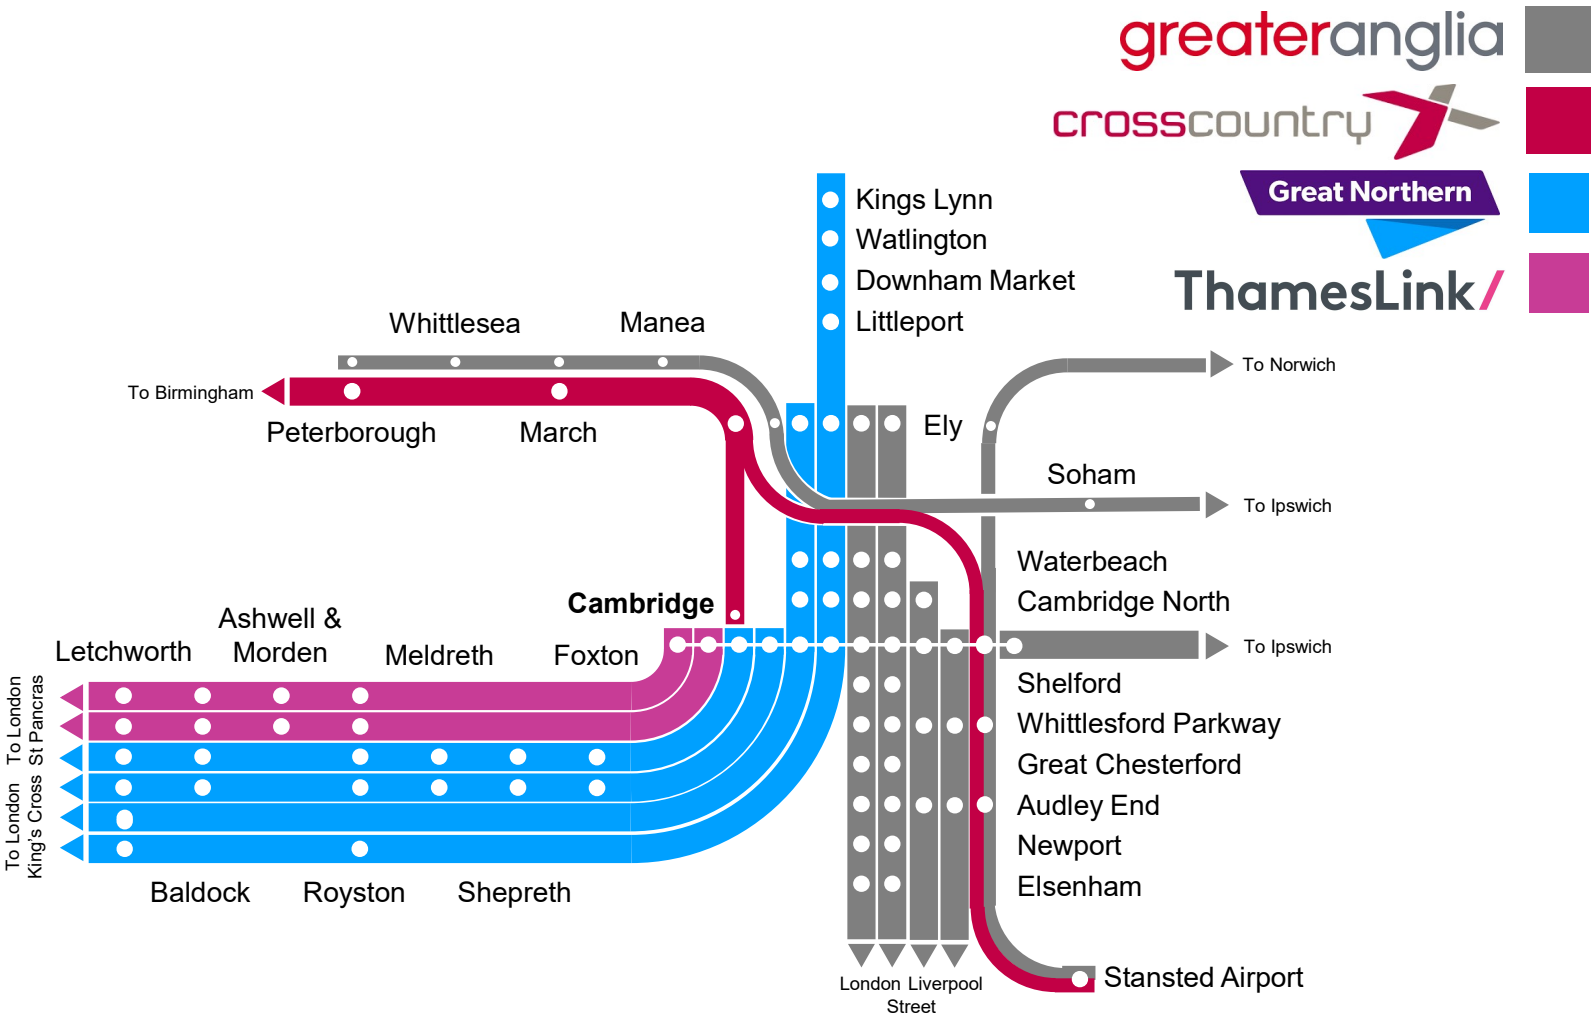 greateranglia
crosscountry
Great Northern
ThamesLink/
Kings Lynn
Watlington
Downham Market
Littleport
Whittlesea
Manea
To Birmingham
Peterborough
March
Ely
To Norwich
Soham
To Ipswich
Waterbeach
Cambridge North
Cambridge
To Ipswich
Letchworth
Ashwell &
Morden
Meldreth
Foxton
To London
St Pancras
To London
King's Cross
Baldock
Royston
Shepreth
Shelford
Whittlesford Parkway
Great Chesterford
Audley End
Newport
Elsenham
Stansted Airport
London Liverpool
Street